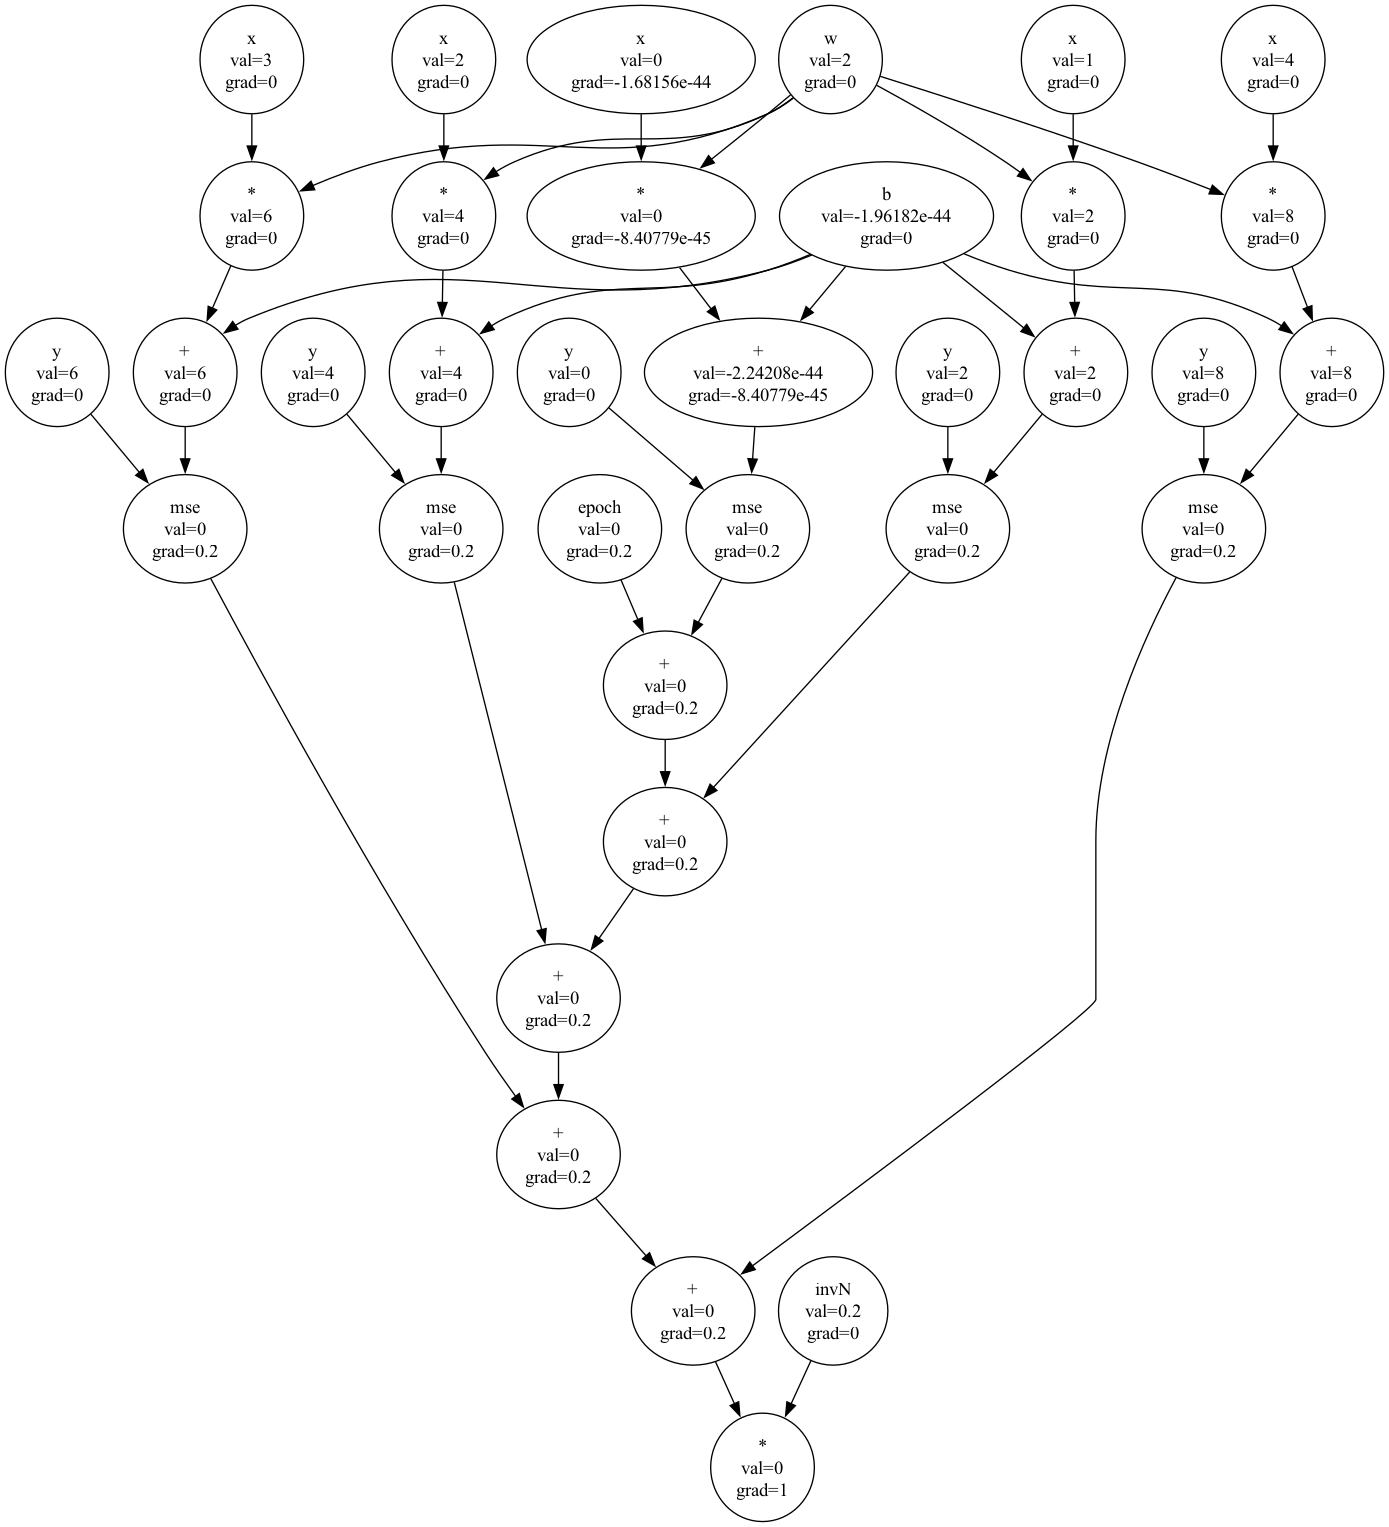 x
val=3
grad=0
x
val=2
grad=0
x
val=0
grad=-1.68156e-44
w
val=2
grad=0
x
val=1
grad=0
x
val=4
grad=0
*
val=6
grad=0
*
val=4
grad=0
*
val=0
grad=-8.40779e-45
b
val=-1.96182e-44
grad=0
*
val=2
grad=0
*
val=8
grad=0
y
val=6
grad=0
+
val=6
grad=0
y
val=4
grad=0
+
val=4
grad=0
y
val=0
grad=0
+
val=-2.24208e-44
grad=-8.40779e-45
y
val=2
grad=0
+
val=2
grad=0
y
val=8
grad=0
+
val=8
grad=0
mse
val=0
grad=0.2
mse
val=0
grad=0.2
epoch
val=0
grad=0.2
mse
val=0
grad=0.2
mse
val=0
grad=0.2
mse
val=0
grad=0.2
+
val=0
grad=0.2
+
val=0
grad=0.2
+
val=0
grad=0.2
+
val=0
grad=0.2
+
val=0
grad=0.2
invN
val=0.2
grad=0
*
val=0
grad=1